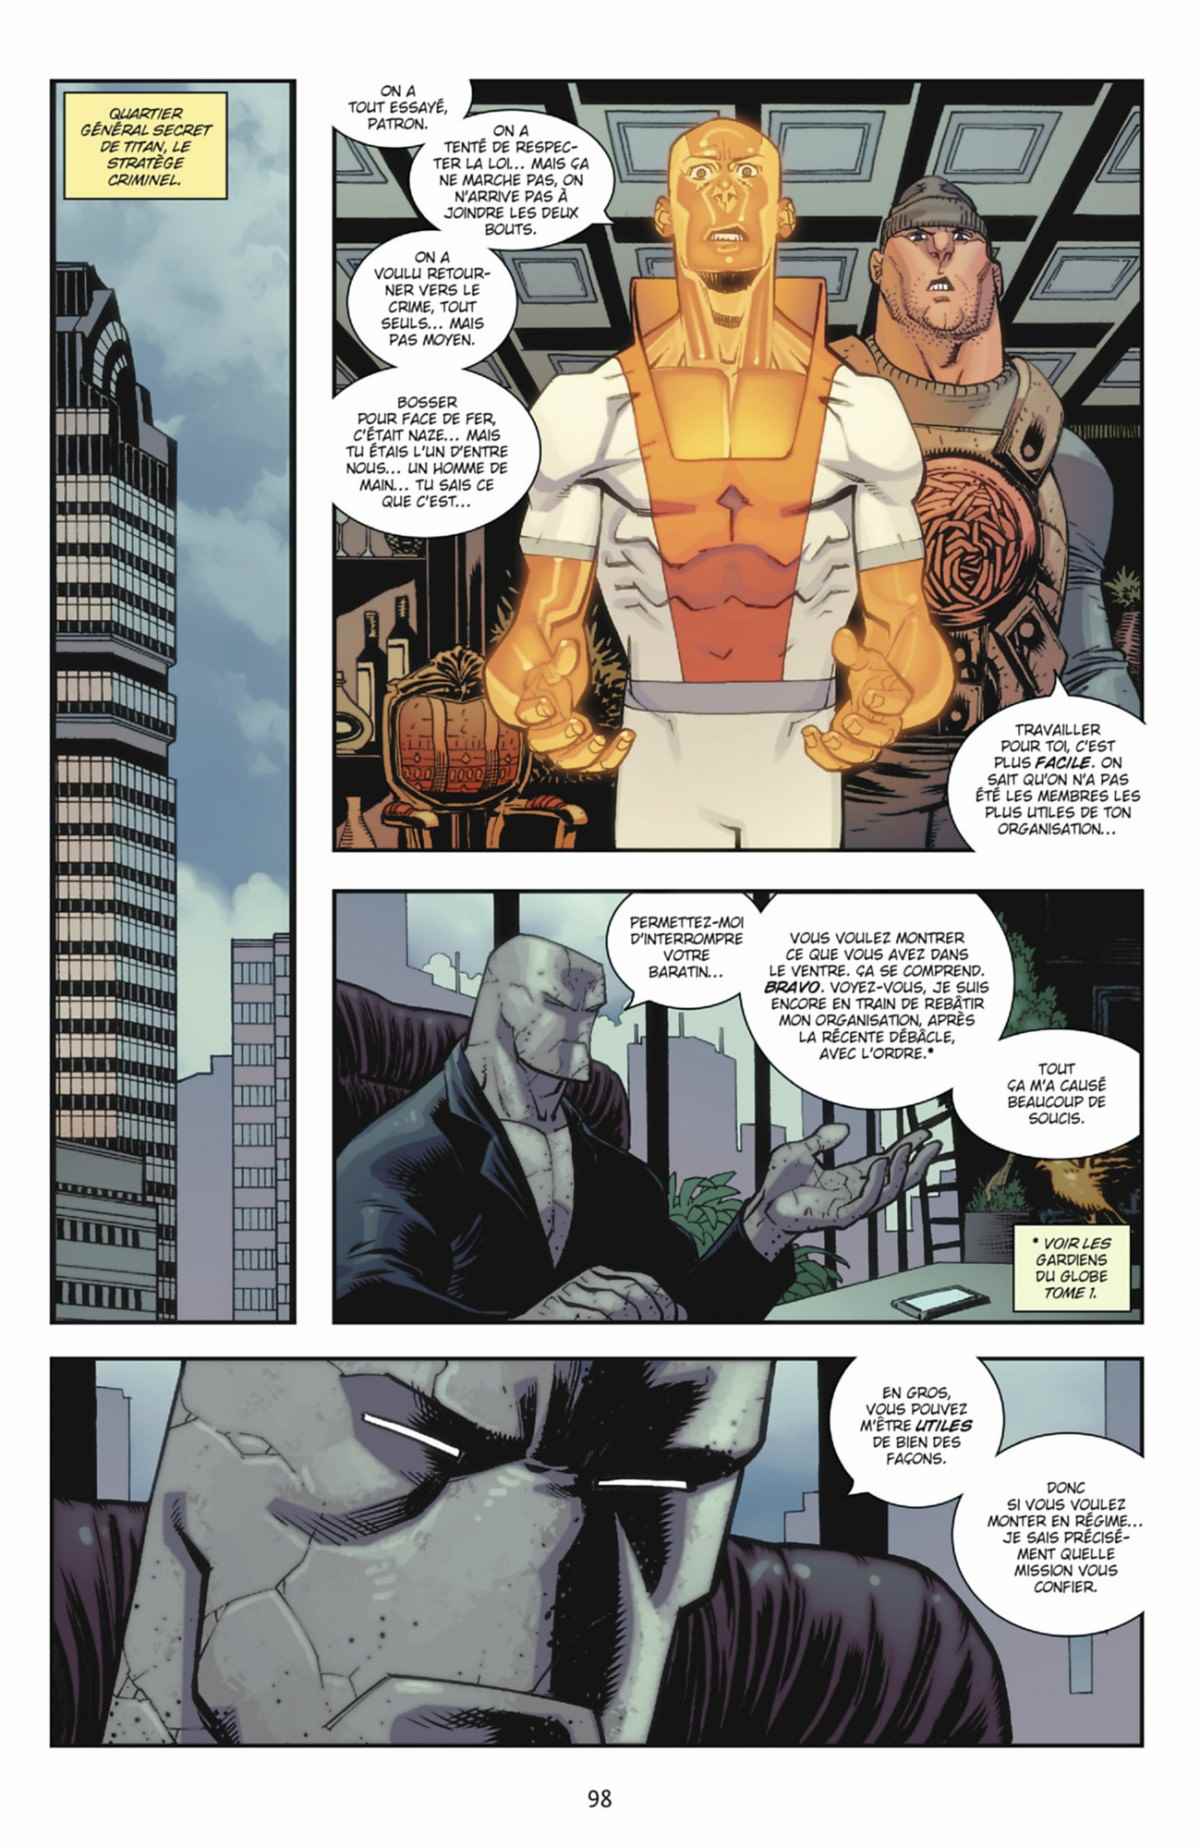 QUARTIER
GÉNÉRAL SECRET
DE TITAN, LE
STRATÈGE
CRIMINEL.
ON A
TOUT ESSAYÉ,
PATRON.
ON A
TENTÉ DE RESPEC-
TER LA LOI... MAIS ÇA
NE MARCHE PAS, ON
N'ARRIVE PAS À
JOINDRE LES DEUX
BOUTS.
ON A
VOULU RETOUR-
NER VERS LE
CRIME, TOUT
SEULS... MAIS
PAS MOYEN.
BOSSER
POUR FACE DE FER,
C'ÉTAIT NAZE... MAIS
TU ÉTAIS L'UN D'ENTRE
NOUS... UN HOMME DE
MAIN... TU SAIS CE
QUE C'EST...
TRAVAILLER
POUR TOI, C'EST
PLUS FACILE. ON
SAIT QU'ON N'A PAS
ÉTÉ LES MEMBRES LES
PLUS UTILES DE TON
ORGANISATION...
PERMETTEZ-MOI
D'INTERROMPRE
VOTRE
BARATIN...
VOUS VOULEZ MONTRER
CE QUE VOUS AVEZ DANS
LE VENTRE. ÇA SE COMPREND.
BRAVO. VOYEZ-VOUS, JE SUIS
ENCORE EN TRAIN DE REBÂTIR
MON ORGANISATION, APRÈS
LA RÉCENTE DÉBÂCLE,
AVEC L'ORDRE.*
TOUT
ÇA M'A CAUSÉ
BEAUCOUP DE
SOUCIS.
* VOIR LES
GARDIENS
DU GLOBE
TOME 1.
EN GROS,
VOUS POUVEZ
M'ÊTRE UTILES
DE BIEN DES
FAÇONS.
DONC
SI VOUS VOULEZ
MONTER EN RÉGIME...
JE SAIS PRÉCISÉ-
MENT QUELLE
MISSION VOUS
CONFIER.
98